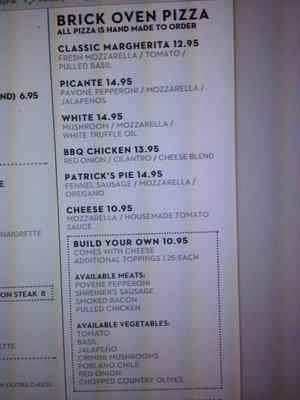 BRICK OVEN PIZZA
ALL PIZZA IS HAND MADE TO ORDER
CLASSIC MARGHERITA 12.95
FRESH MOZZARELLA / TOMATO /
PULLED BASIL
PICANTE 14.95
PAVONE PEPPERONI / MOZZARELLA /
JALAPENOS
WHITE 14.95
MUSHROOM / MOZZARELLA /
WHITE TRUFFLE OIL
BBQ CHICKEN 13.95
RED ONION / CILANTRO / CHEESE BLEND
PATRICK'S PIE 14.95
FENNEL SAUSAGE / MOZZARELLA /
OREGANO
CHEESE 10.95
MOZZARELLA / HOUSEMADE TOMATO
SAUCE
BUILD YOUR OWN 10.95
COMES WITH CHEESE
ADDITIONAL TOPPINGS 1.25 EACH
AVAILABLE MEATS:
POVENE PEPPERONI
SHREINER'S SAUSAGE
SMOKED BACON
PULLED CHICKEN
AVAILABLE VEGETABLES:
TOMATO
BASIL
JALAPEÑO
CRIMINI MUSHROOMS
POBLANO CHILE
RED ONION
CHOPPED COUNTRY OLIVES
ND) 6.95
NAIGRETTE
ON STEAK 8
ETTE
ON / EXTRA CHEESE